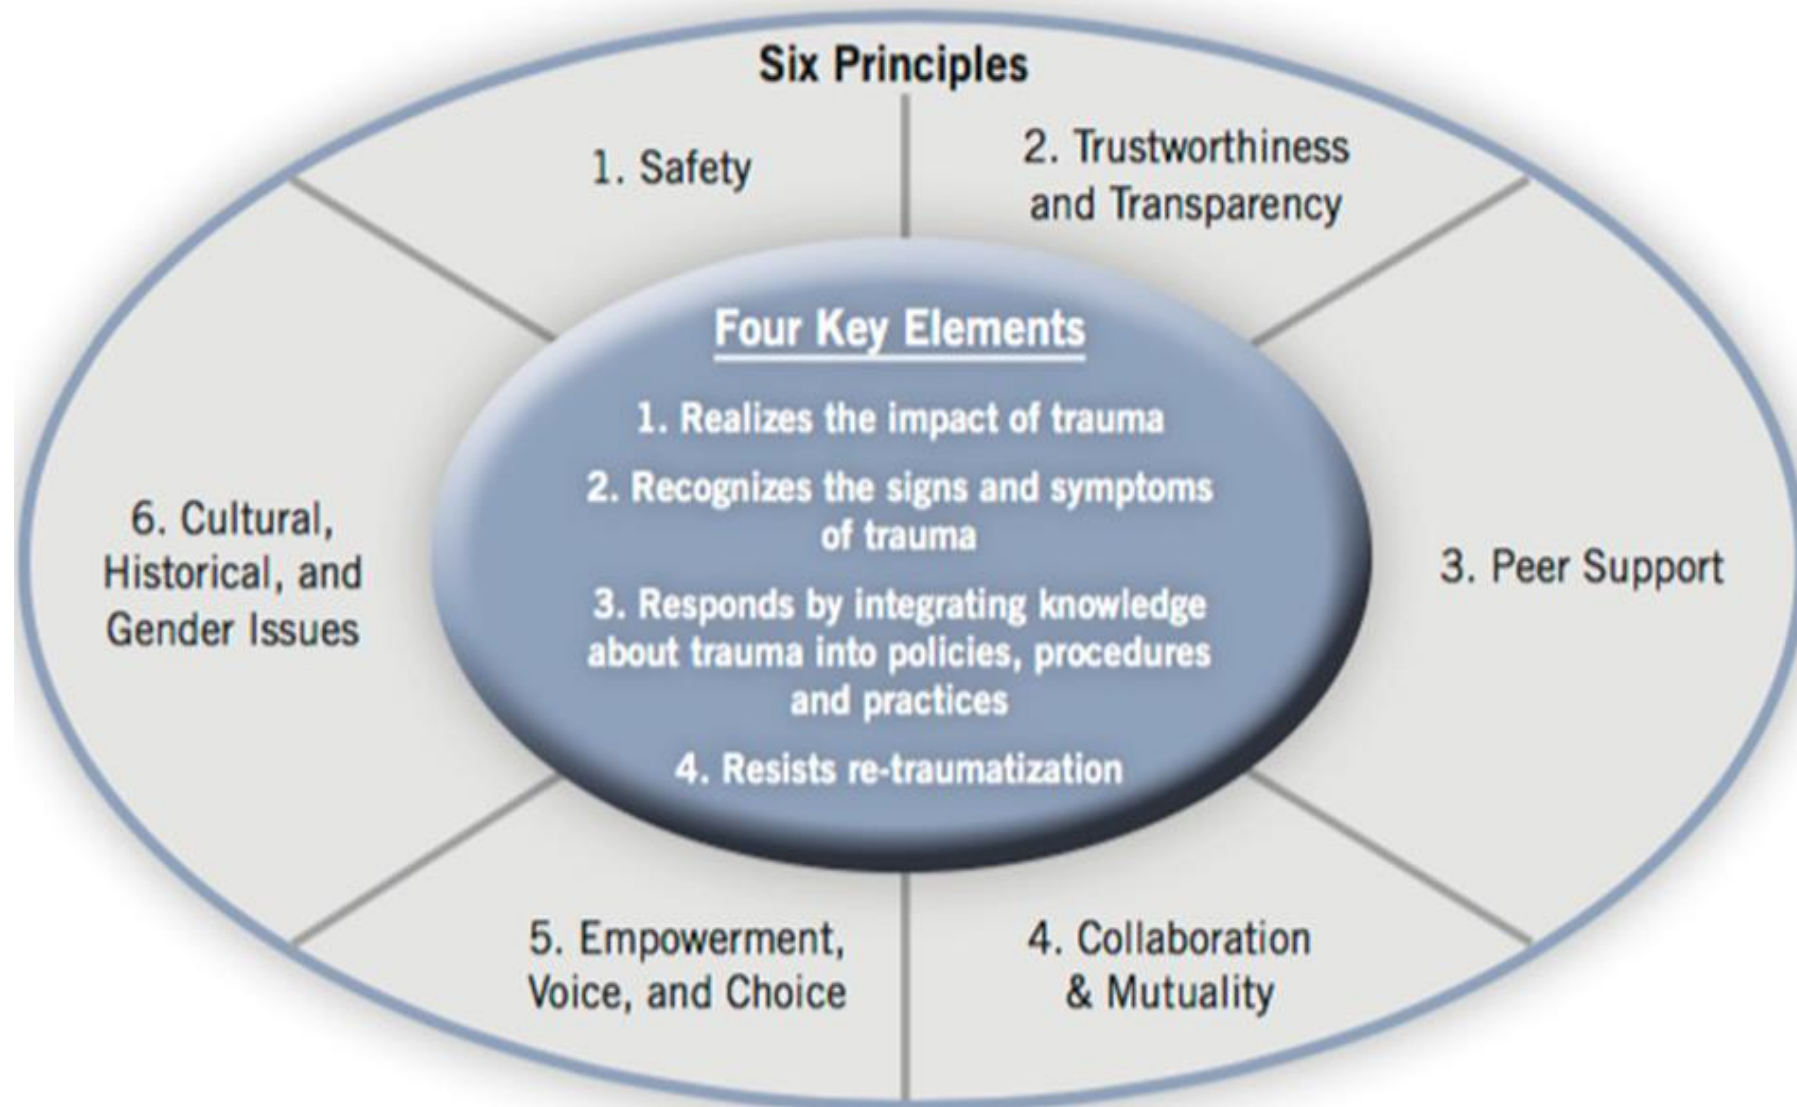 Six Principles
1. Safety
2. Trustworthiness
and Transparency
3. Peer Support
4. Collaboration
& Mutuality
5. Empowerment,
Voice, and Choice
6. Cultural,
Historical, and
Gender Issues
Four Key Elements
1. Realizes the impact of trauma
2. Recognizes the signs and symptoms
of trauma
3. Responds by integrating knowledge
about trauma into policies, procedures
and practices
4. Resists re-traumatization